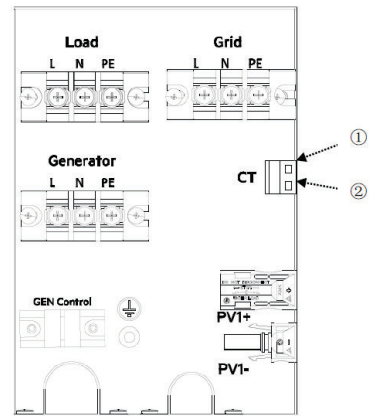 Load
L N PE
Grid
L N PE
CT
①
②
Generator
L N PE
GEN Control
PV1+
PV1-